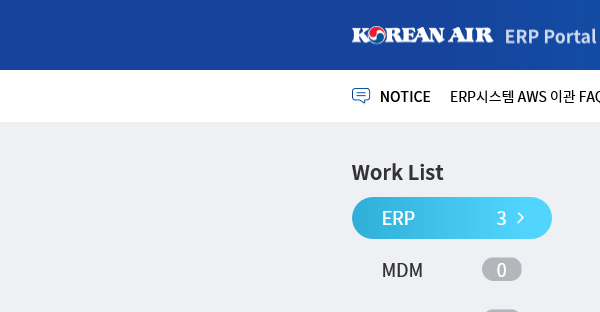 KOREAN AIR ERP Portal
NOTICE ERP시스템 AWS 이관 FAQ
Work List
ERP 3
MDM 0